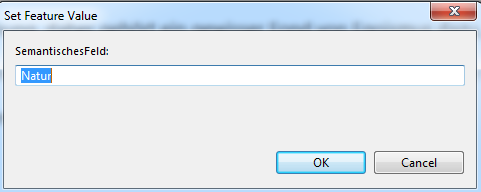 Set Feature Value
SemantischesFeld:
Natur
OK
Cancel